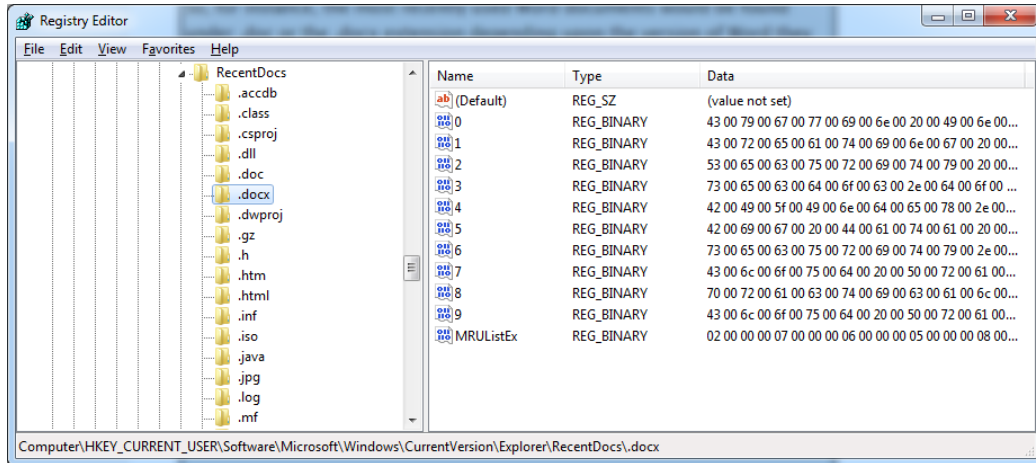 Registry Editor
File Edit View Favorites Help
RecentDocs
.accdb
.class
.csproj
.dll
.doc
.docx
.dwproj
.gz
.h
.htm
.html
.inf
.iso
.java
.jpg
.log
.mf
Name Type Data
(Default) REG_SZ (value not set)
0 REG_BINARY 43 00 79 00 67 00 77 00 69 00 6e 00 20 00 49 00 6e 00...
1 REG_BINARY 43 00 72 00 65 00 61 00 74 00 69 00 6e 00 67 00 20 00...
2 REG_BINARY 53 00 65 00 63 00 75 00 72 00 69 00 74 00 79 00 20 00...
3 REG_BINARY 73 00 65 00 63 00 64 00 6f 00 63 00 2e 00 64 00 6f 00 ...
4 REG_BINARY 42 00 49 00 5f 00 49 00 6e 00 64 00 65 00 78 00 2e 00...
5 REG_BINARY 42 00 69 00 67 00 20 00 44 00 61 00 74 00 61 00 20 00...
6 REG_BINARY 73 00 65 00 63 00 75 00 72 00 69 00 74 00 79 00 2e 00...
7 REG_BINARY 43 00 6c 00 6f 00 75 00 64 00 20 00 50 00 72 00 61 00...
8 REG_BINARY 70 00 72 00 61 00 63 00 74 00 69 00 63 00 61 00 6c 00...
9 REG_BINARY 43 00 6c 00 6f 00 75 00 64 00 20 00 50 00 72 00 61 00...
MRUListEx REG_BINARY 02 00 00 00 07 00 00 00 06 00 00 00 05 00 00 00 08 00...
Computer\HKEY_CURRENT_USER\Software\Microsoft\Windows\CurrentVersion\Explorer\RecentDocs\.docx